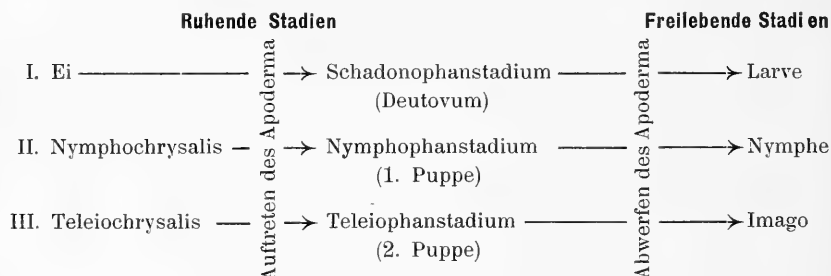 Ruhende Stadien Freilebende Stadien
I. Ei Schadonophanstadium Larve
(Deutovum)
II. Nymphochrysalis Nymphophanstadium Nymphe
(1. Puppe)
III. Teleiochrysalis Teleiophanstadium Imago
(2. Puppe)
Auftreten des Apoderma
Abwerfen des Apoderma